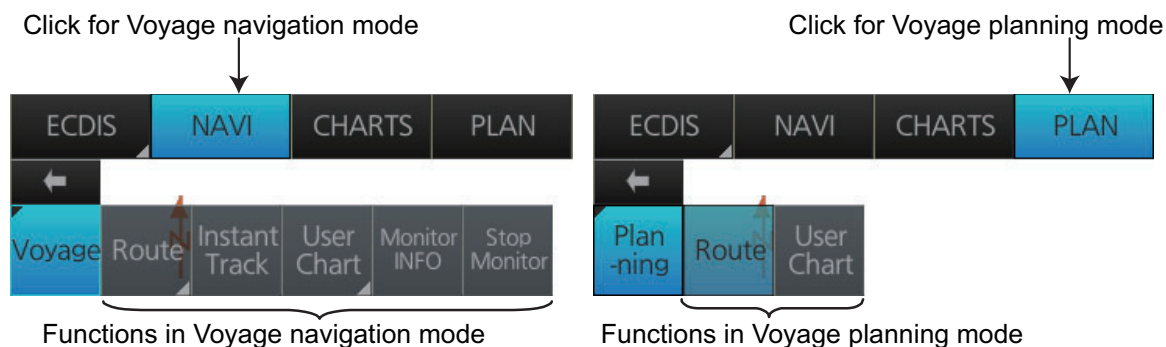 Click for Voyage navigation mode
Click for Voyage planning mode
ECDIS NAVI CHARTS PLAN
ECDIS NAVI CHARTS PLAN
Voyage
Route
Instant
Track
User
Chart
Monitor
INFO
Stop
Monitor
Plan
-ning
Route
User
Chart
N
N
Functions in Voyage navigation mode
Functions in Voyage planning mode